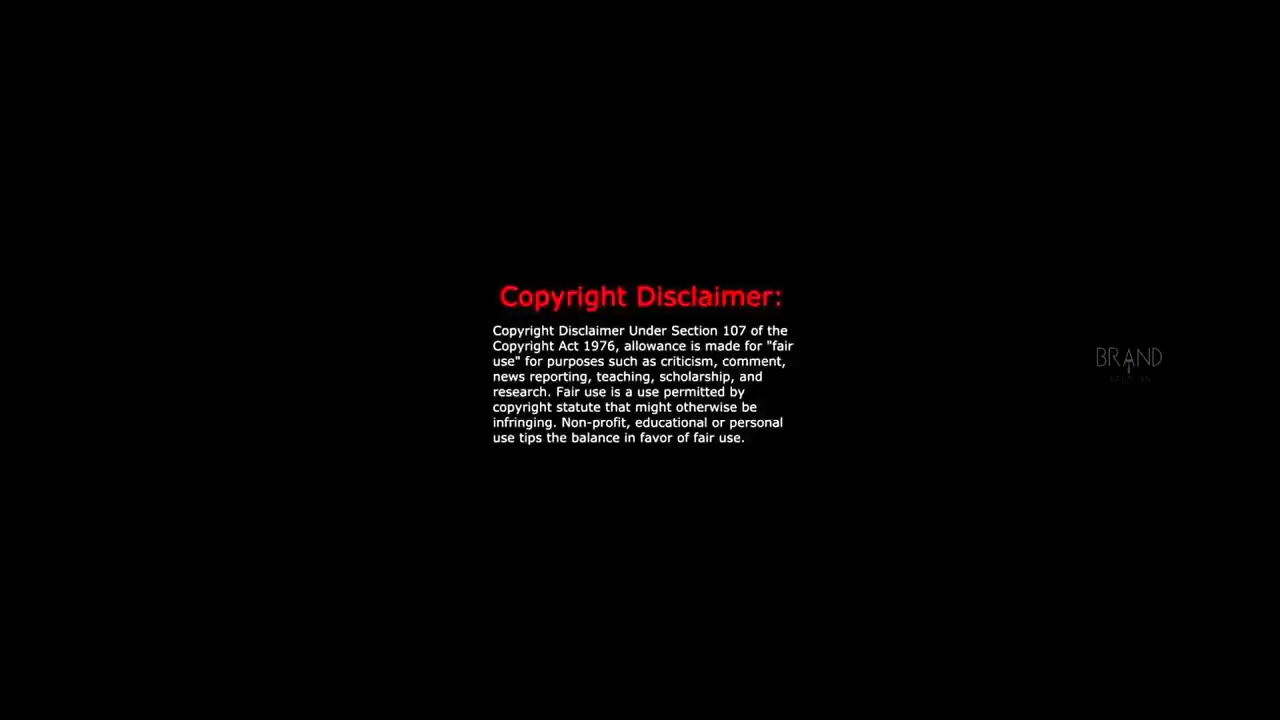 Copyright Disclaimer:
Copyright Disclaimer Under Section 107 of the
Copyright Act 1976, allowance is made for "fair
use" for purposes such as criticism, comment,
news reporting, teaching, scholarship, and
research. Fair use is a use permitted by
copyright statute that might otherwise be
infringing. Non-profit, educational or personal
use tips the balance in favor of fair use.
BRAND